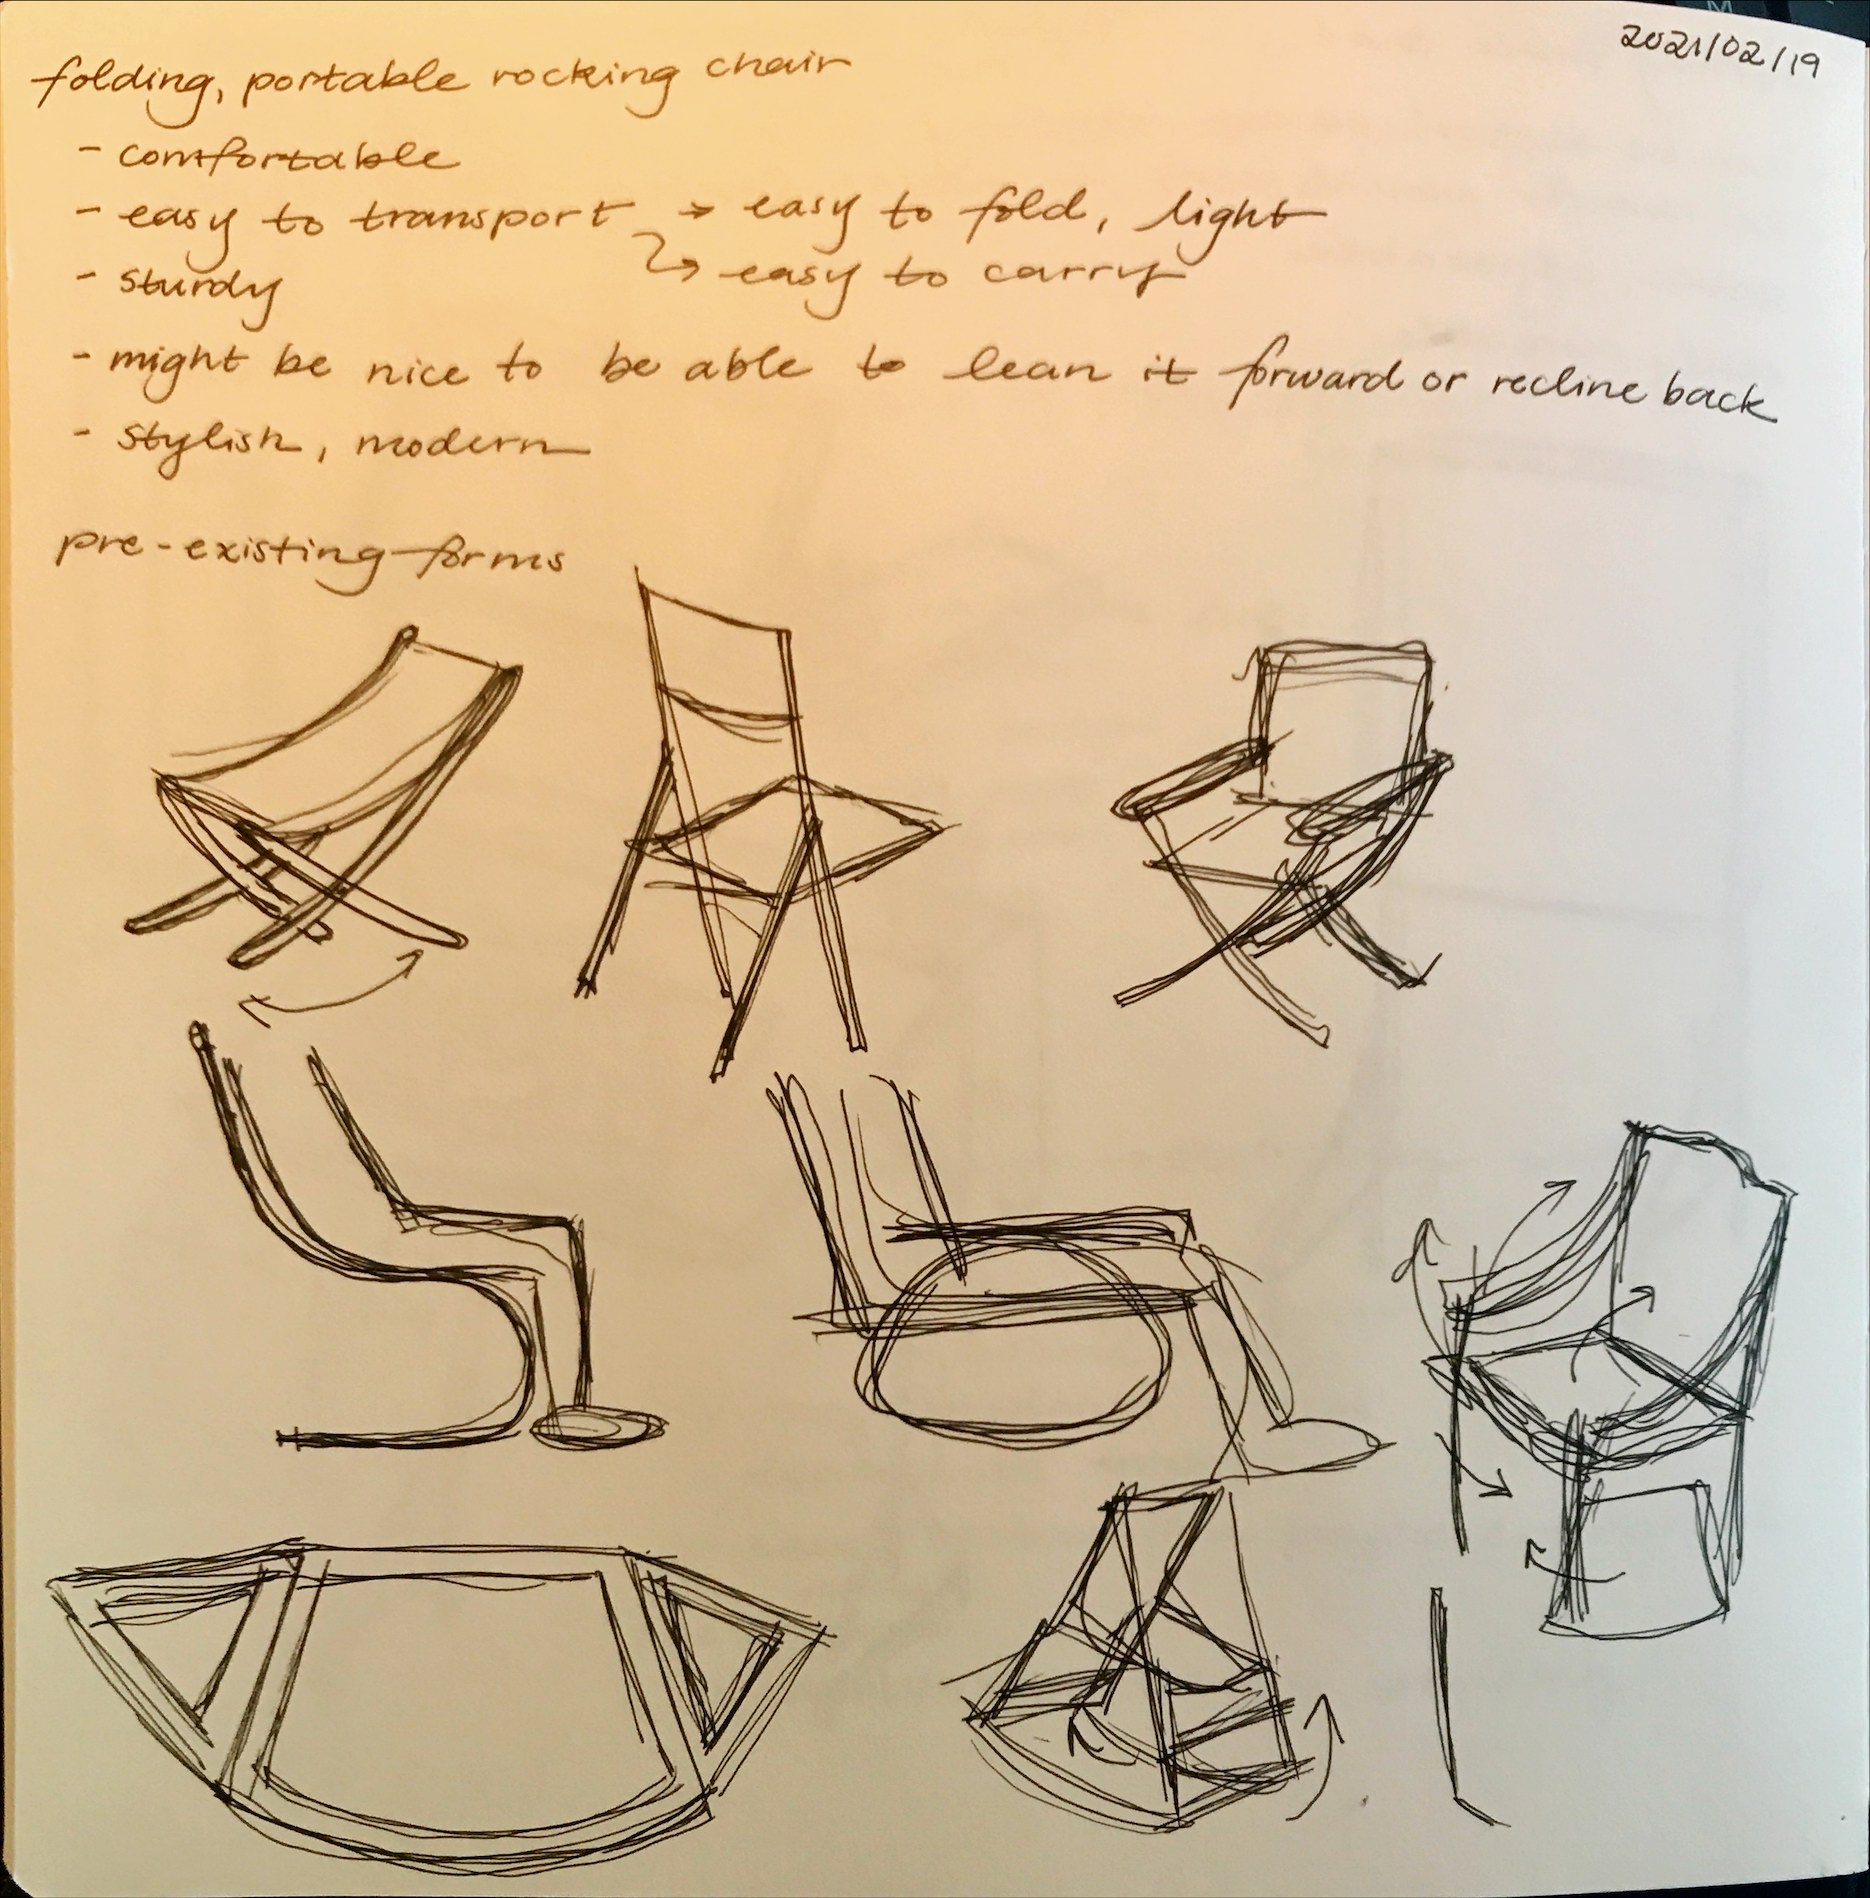 2021/02/19
folding, portable rocking chair
- comfortable
- easy to transport → easy to fold, light
↳ easy to carry
- sturdy
- might be nice to be able to lean it forward or recline back
- stylish, modern
pre-existing forms